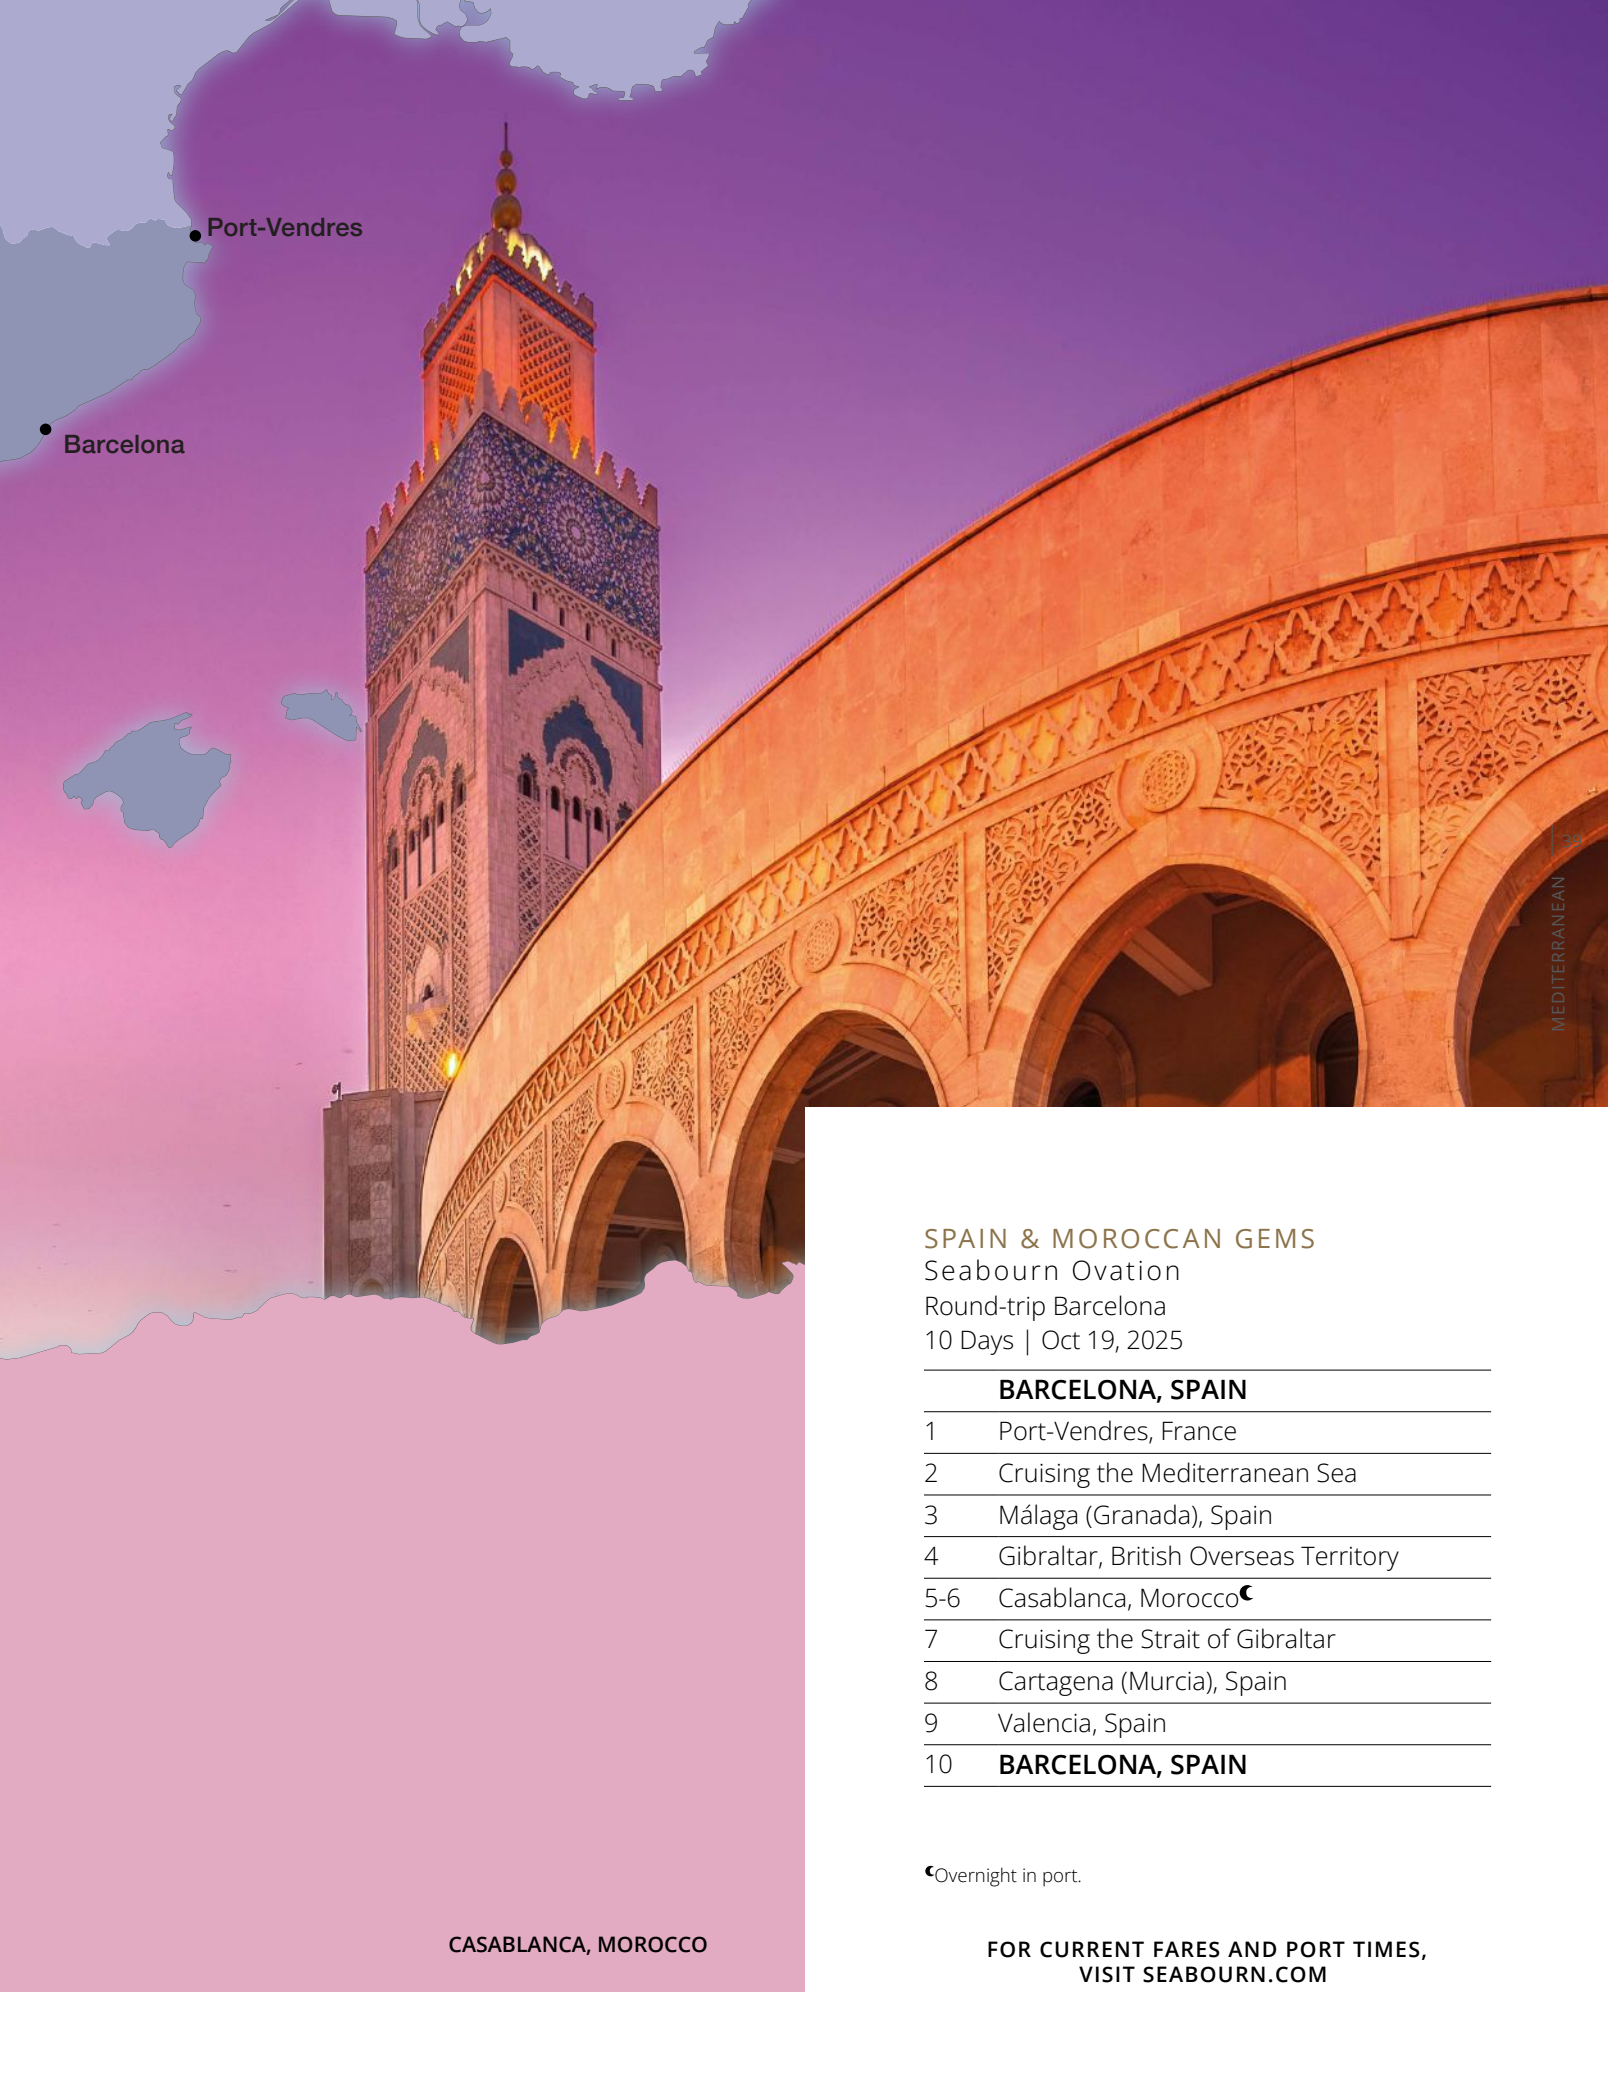 Port-Vendres
Barcelona
| 39
MEDITERRANEAN
SPAIN & MOROCCAN GEMS
Seabourn Ovation
Round-trip Barcelona
10 Days | Oct 19, 2025
BARCELONA, SPAIN
1 Port-Vendres, France
2 Cruising the Mediterranean Sea
3 Málaga (Granada), Spain
4 Gibraltar, British Overseas Territory
5-6 Casablanca, Morocco☾
7 Cruising the Strait of Gibraltar
8 Cartagena (Murcia), Spain
9 Valencia, Spain
10 BARCELONA, SPAIN
☾Overnight in port.
CASABLANCA, MOROCCO
FOR CURRENT FARES AND PORT TIMES,
VISIT SEABOURN.COM